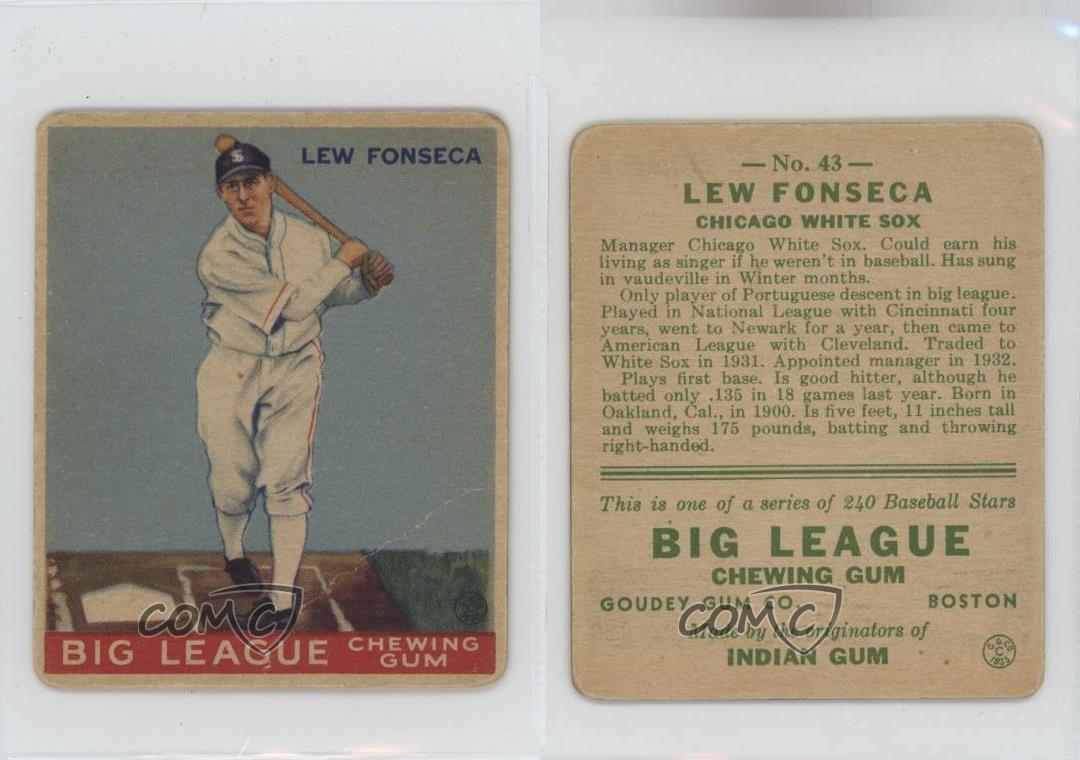 LEW FONSECA
S
BIG LEAGUE CHEWING GUM
COMC
— No. 43 —
LEW FONSECA
CHICAGO WHITE SOX
Manager Chicago White Sox. Could earn his
living as singer if he weren't in baseball. Has sung
in vaudeville in Winter months.
Only player of Portuguese descent in big league.
Played in National League with Cincinnati four
years, went to Newark for a year, then came to
American League with Cleveland. Traded to
White Sox in 1931. Appointed manager in 1932.
Plays first base. Is good hitter, although he
batted only .135 in 18 games last year. Born in
Oakland, Cal., in 1900. Is five feet, 11 inches tall
and weighs 175 pounds, batting and throwing
right-handed.
This is one of a series of 240 Baseball Stars
BIG LEAGUE
CHEWING GUM
GOUDEY GUM CO. BOSTON
COMC
Made by the originators of
INDIAN GUM
G.G.CO.
C
1933